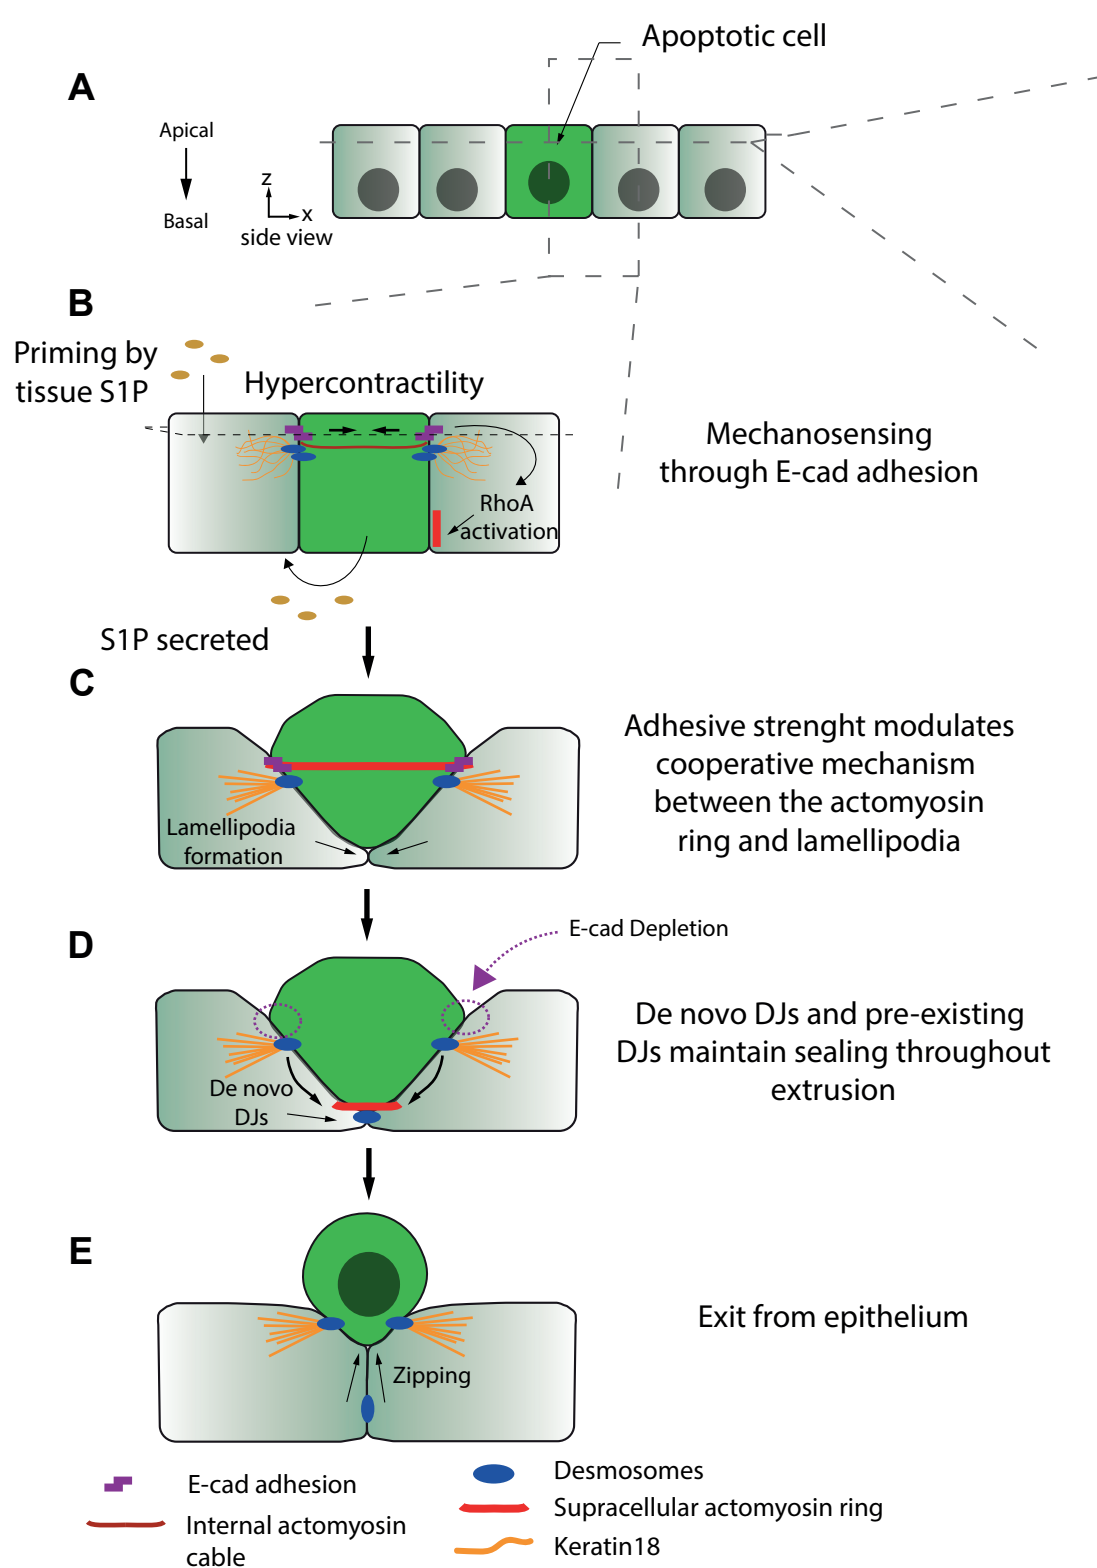 Apoptotic cell
A
Apical
Basal
z
x
side view
B
Priming by
tissue S1P
Hypercontractility
Mechanosensing
through E-cad adhesion
RhoA
activation
S1P secreted
C
Adhesive strenght modulates
cooperative mechanism
between the actomyosin
ring and lamellipodia
Lamellipodia
formation
D
E-cad Depletion
De novo DJs and pre-existing
DJs maintain sealing throughout
extrusion
De novo
DJs
E
Exit from epithelium
Zipping
E-cad adhesion
Internal actomyosin
cable
Desmosomes
Supracellular actomyosin ring
Keratin18